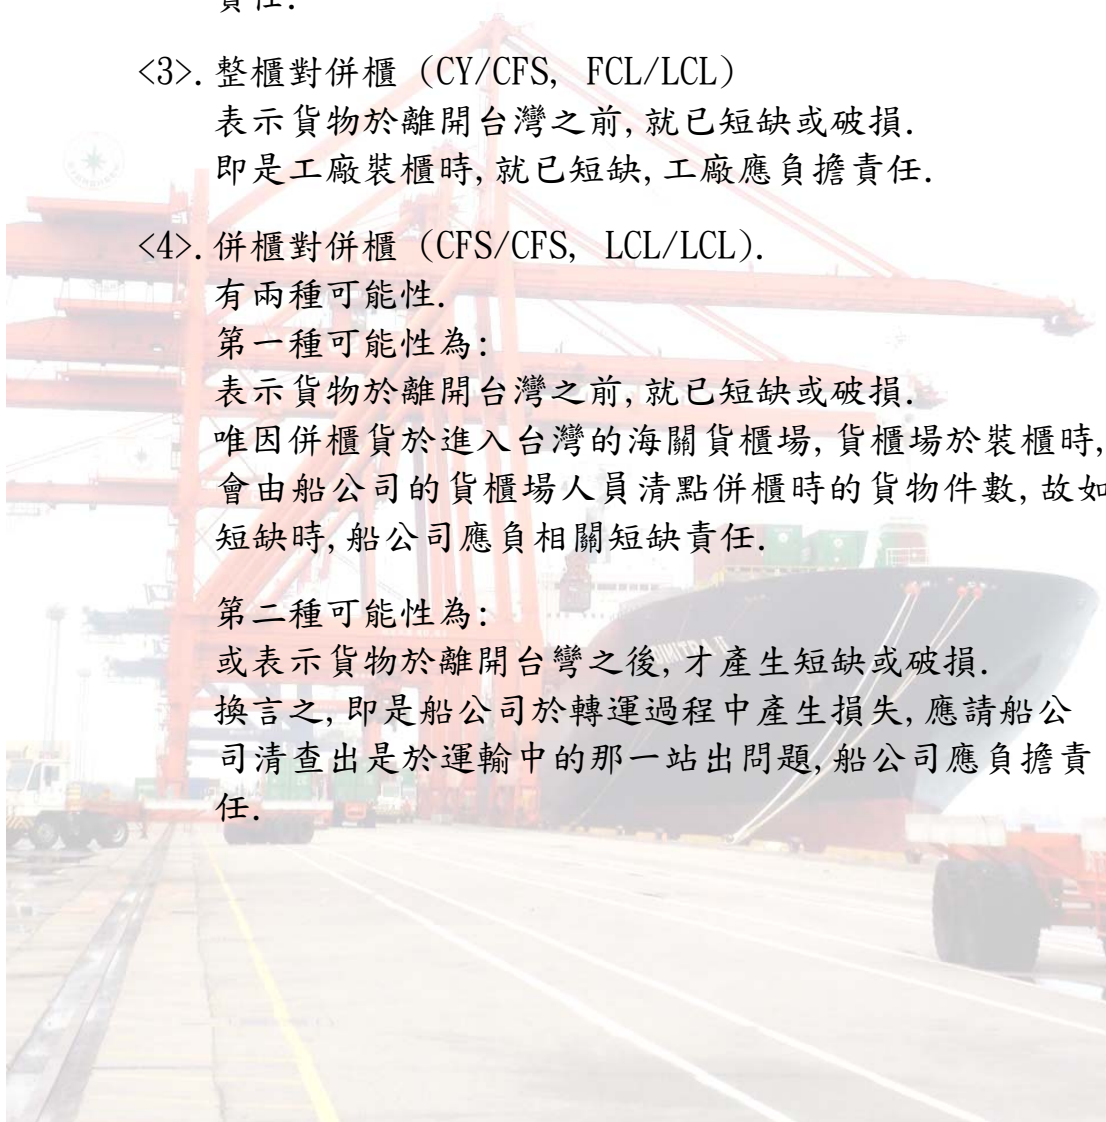 責任.
<3>. 整櫃對併櫃 (CY/CFS, FCL/LCL)
表示貨物於離開台灣之前, 就已短缺或破損.
即是工廠裝櫃時, 就已短缺, 工廠應負擔責任.
<4>. 併櫃對併櫃 (CFS/CFS, LCL/LCL).
有兩種可能性.
第一種可能性為:
表示貨物於離開台灣之前, 就已短缺或破損.
唯因併櫃貨於進入台灣的海關貨櫃場, 貨櫃場於裝櫃時,
會由船公司的貨櫃場人員清點併櫃時的貨物件數, 故如
短缺時, 船公司應負相關短缺責任.
第二種可能性為:
或表示貨物於離開台彎之後, 才產生短缺或破損.
換言之, 即是船公司於轉運過程中產生損失, 應請船公
司清查出是於運輸中的那一站出問題, 船公司應負擔責
任.